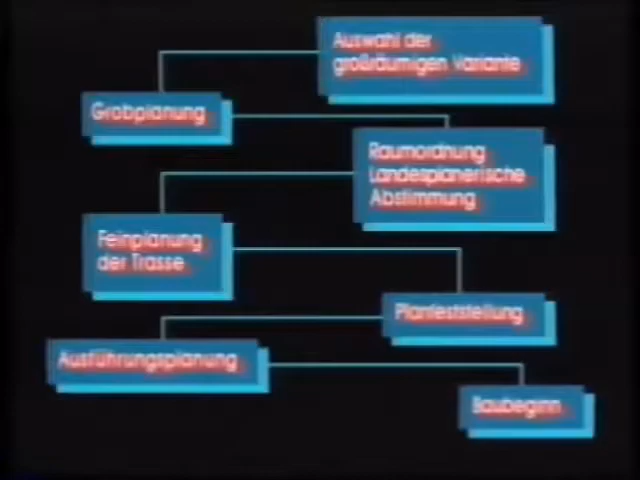 Auswahl der
großräumigen Variante
Grobplanung
Raumordnung
Landesplanerische
Abstimmung
Feinplanung
der Trasse
Planfeststellung
Ausführungsplanung
Baubeginn